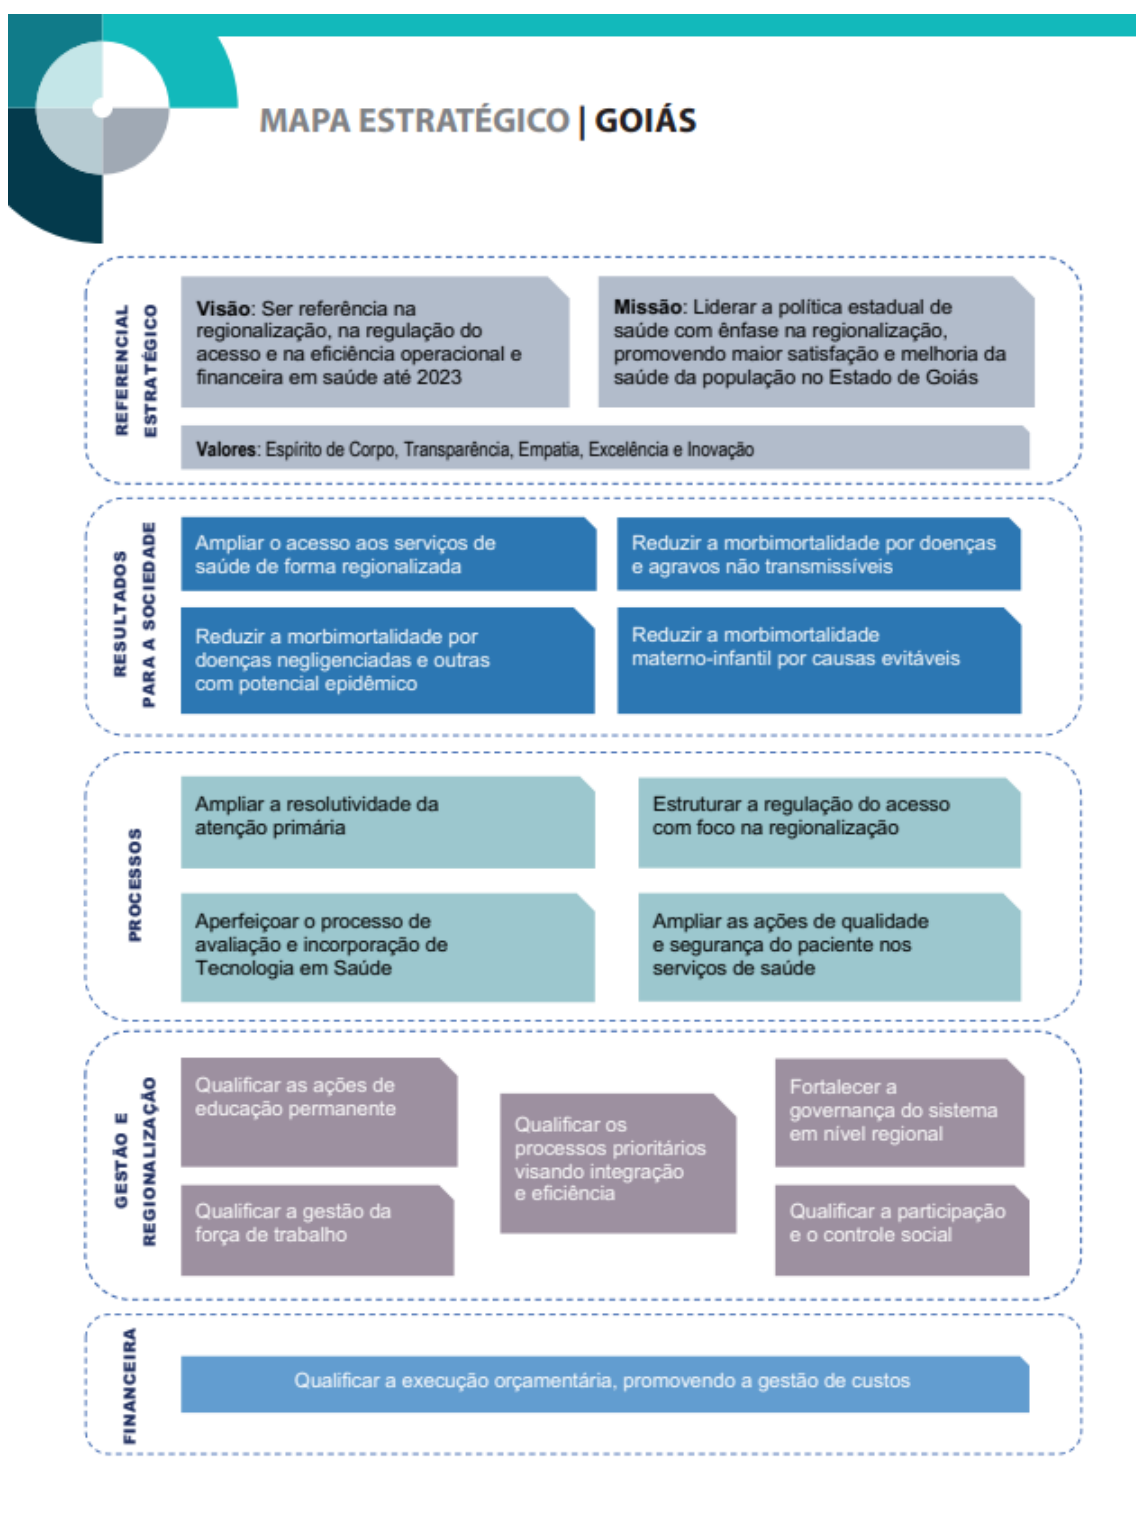 MAPA ESTRATÉGICO | GOIÁS
REFERENCIAL
ESTRATÉGICO
Visão: Ser referência na
regionalização, na regulação do
acesso e na eficiência operacional e
financeira em saúde até 2023
Missão: Liderar a política estadual de
saúde com ênfase na regionalização,
promovendo maior satisfação e melhoria da
saúde da população no Estado de Goiás
Valores: Espírito de Corpo, Transparência, Empatia, Excelência e Inovação
RESULTADOS
PARA A SOCIEDADE
Ampliar o acesso aos serviços de
saúde de forma regionalizada
Reduzir a morbimortalidade por doenças
e agravos não transmissíveis
Reduzir a morbimortalidade por
doenças negligenciadas e outras
com potencial epidêmico
Reduzir a morbimortalidade
materno-infantil por causas evitáveis
PROCESSOS
Ampliar a resolutividade da
atenção primária
Estruturar a regulação do acesso
com foco na regionalização
Aperfeiçoar o processo de
avaliação e incorporação de
Tecnologia em Saúde
Ampliar as ações de qualidade
e segurança do paciente nos
serviços de saúde
GESTÃO E
REGIONALIZAÇÃO
Qualificar as ações de
educação permanente
Qualificar a gestão da
força de trabalho
Qualificar os
processos prioritários
visando integração
e eficiência
Fortalecer a
governança do sistema
em nível regional
Qualificar a participação
e o controle social
FINANCEIRA
Qualificar a execução orçamentária, promovendo a gestão de custos